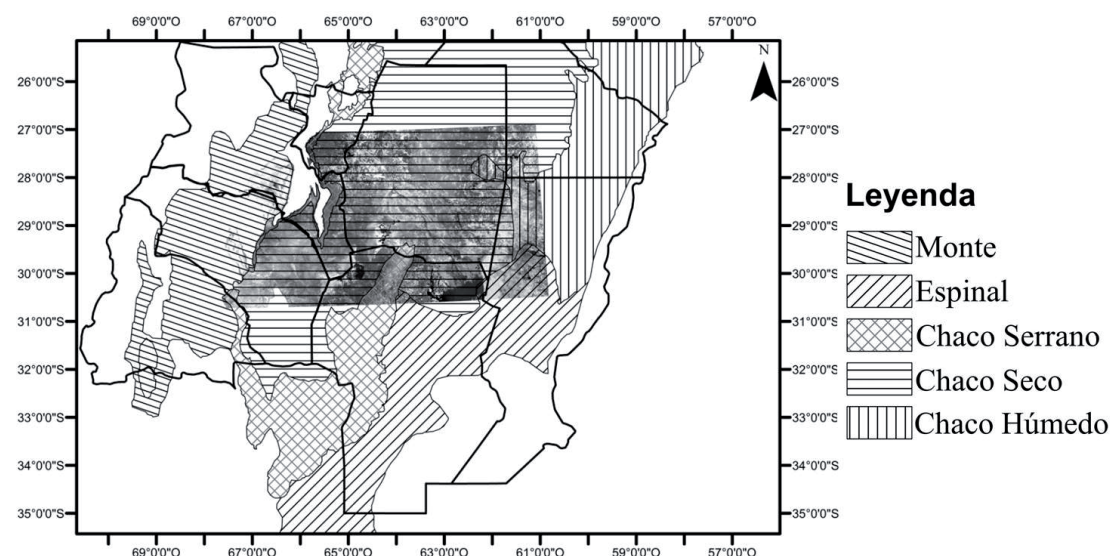 69°0'0"O 67°0'0"O 65°0'0"O 63°0'0"O 61°0'0"O 59°0'0"O 57°0'0"O
N
26°0'0"S 26°0'0"S
27°0'0"S 27°0'0"S
28°0'0"S 28°0'0"S
29°0'0"S 29°0'0"S
30°0'0"S 30°0'0"S
31°0'0"S 31°0'0"S
32°0'0"S 32°0'0"S
33°0'0"S 33°0'0"S
34°0'0"S 34°0'0"S
35°0'0"S 35°0'0"S
69°0'0"O 67°0'0"O 65°0'0"O 63°0'0"O 61°0'0"O 59°0'0"O 57°0'0"O
Leyenda
Monte
Espinal
Chaco Serrano
Chaco Seco
Chaco Húmedo